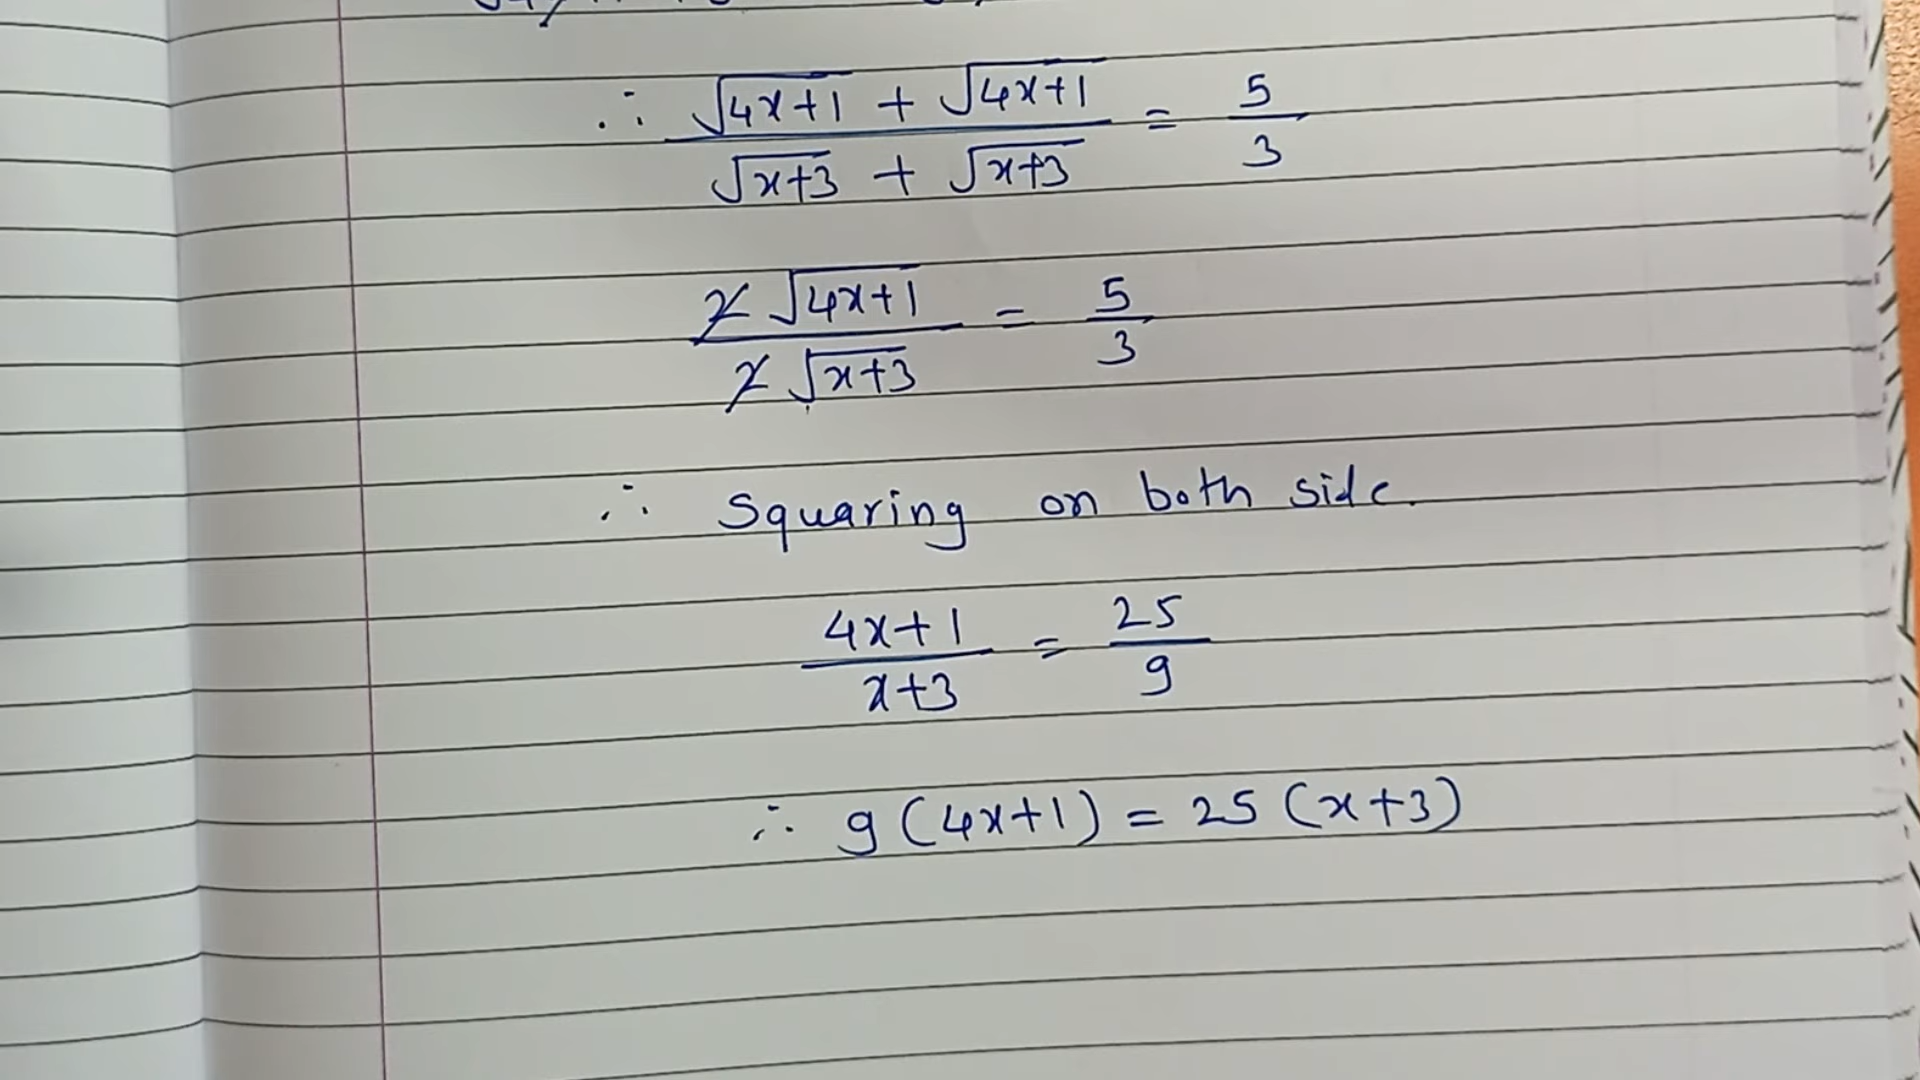 ∴ √4x+1 + √4x+1 / √x+3 + √x+3 = 5/3
2√4x+1 / 2√x+3 = 5/3
∴ Squaring on both side.
4x+1 / x+3 = 25/9
∴ 9(4x+1) = 25(x+3)